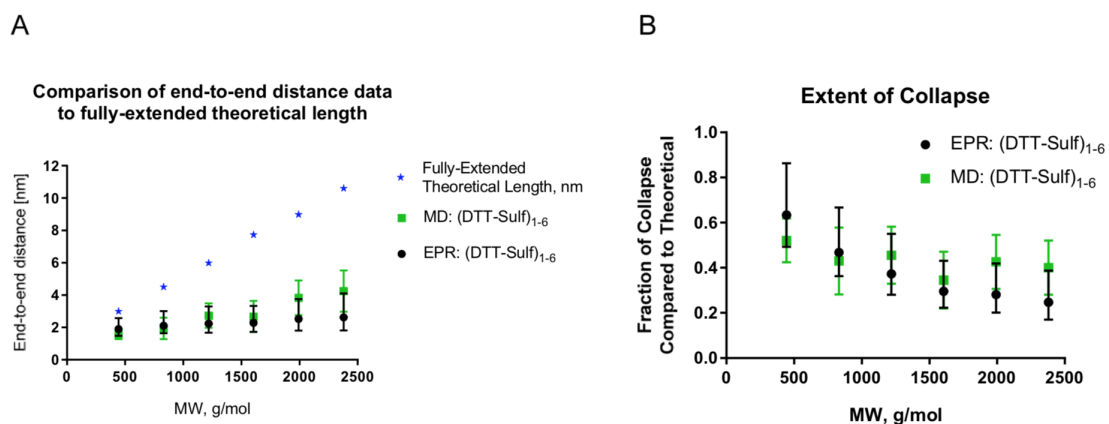 A
Comparison of end-to-end distance data
to fully-extended theoretical length
End-to-end distance [nm]
12
10
8
6
4
2
0
0 500 1000 1500 2000 2500
MW, g/mol
Fully-Extended
Theoretical Length, nm
MD: (DTT-Sulf)1-6
EPR: (DTT-Sulf)1-6
B
Extent of Collapse
Fraction of Collapse
Compared to Theoretical
1.0
0.8
0.6
0.4
0.2
0.0
0 500 1000 1500 2000 2500
MW, g/mol
EPR: (DTT-Sulf)1-6
MD: (DTT-Sulf)1-6